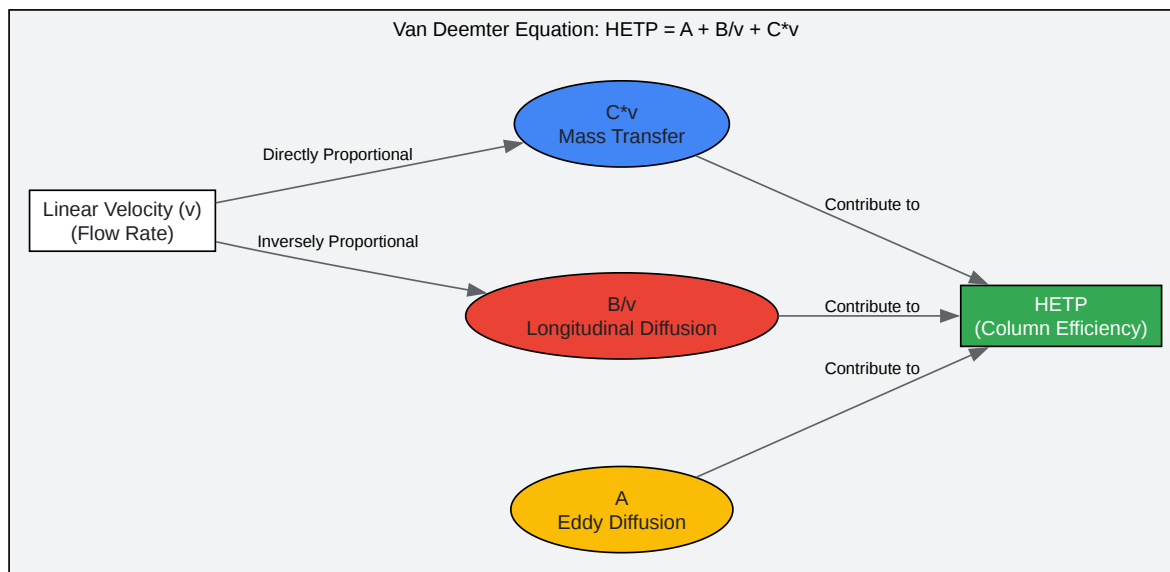 Van Deemter Equation: HETP = A + B/v + C*v
C*v
Mass Transfer
Directly Proportional
Linear Velocity (v)
(Flow Rate)
Contribute to
Inversely Proportional
B/v
Longitudinal Diffusion
Contribute to
HETP
(Column Efficiency)
Contribute to
A
Eddy Diffusion